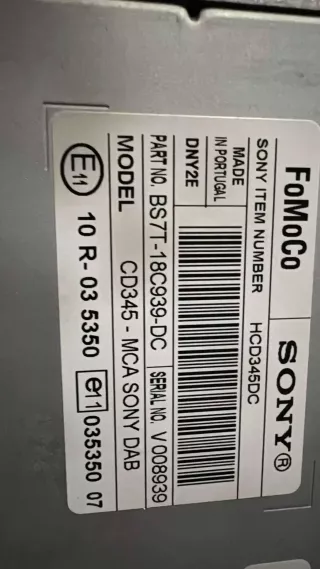 FoMoCo SONY®
SONY ITEM NUMBER HCD345DC
MADE
IN PORTUGAL
DNY2E
PART NO. BS7T-18C939-DC SERIAL NO. V 008939
MODEL CD345 - MCA SONY DAB
E11 10 R - 03 5350 e11 035350 07